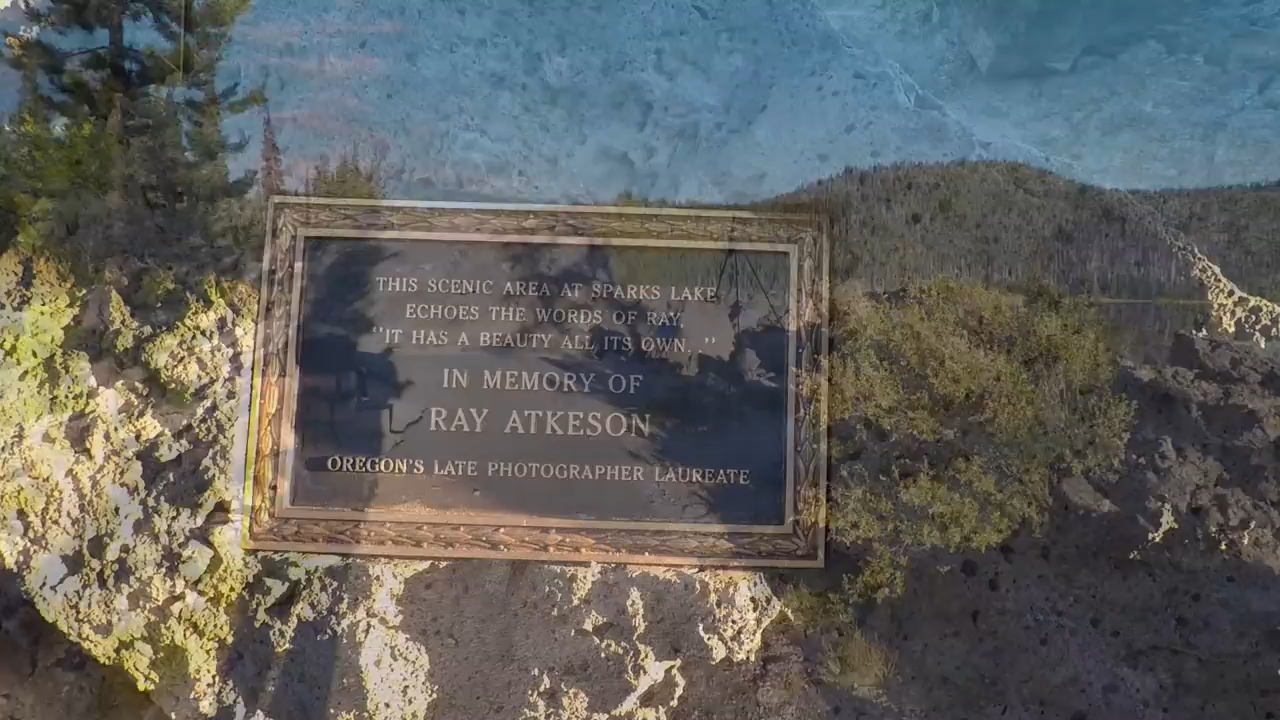 THIS SCENIC AREA AT SPARKS LAKE
ECHOES THE WORDS OF RAY,
"IT HAS A BEAUTY ALL ITS OWN. "
IN MEMORY OF
RAY ATKESON
OREGON'S LATE PHOTOGRAPHER LAUREATE